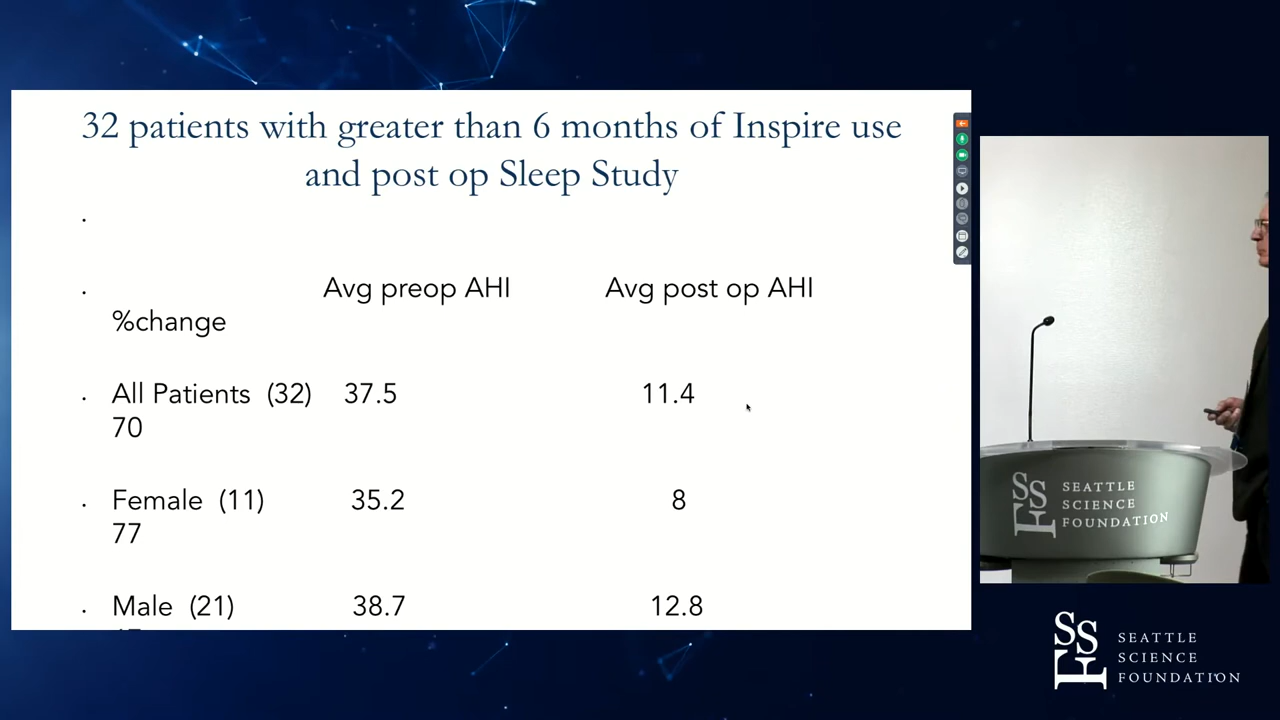 32 patients with greater than 6 months of Inspire use
and post op Sleep Study
Avg preop AHI Avg post op AHI
%change
All Patients (32) 37.5 11.4
70
Female (11) 35.2 8
77
Male (21) 38.7 12.8
SSF
SEATTLE
SCIENCE
FOUNDATION
SSF
SEATTLE
SCIENCE
FOUNDATION